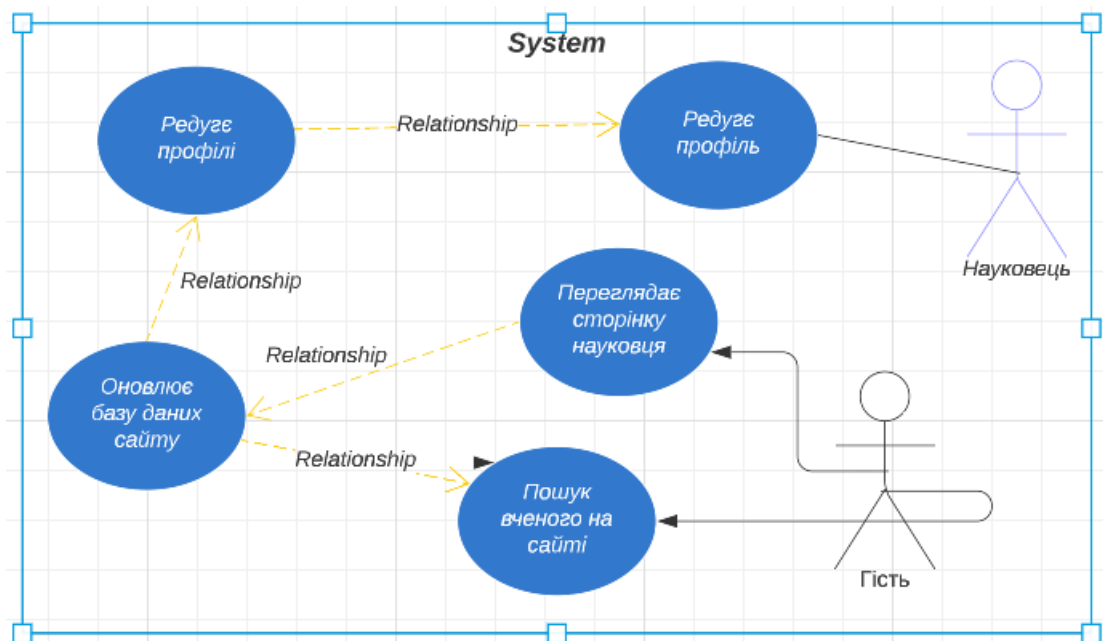 System
Редугє
профілі
Relationship
Редугє
профіль
Науковець
Relationship
Переглядає
сторінку
науковця
Relationship
Оновлює
базу даних
сайту
Relationship
Пошук
вченого на
сайті
Гість